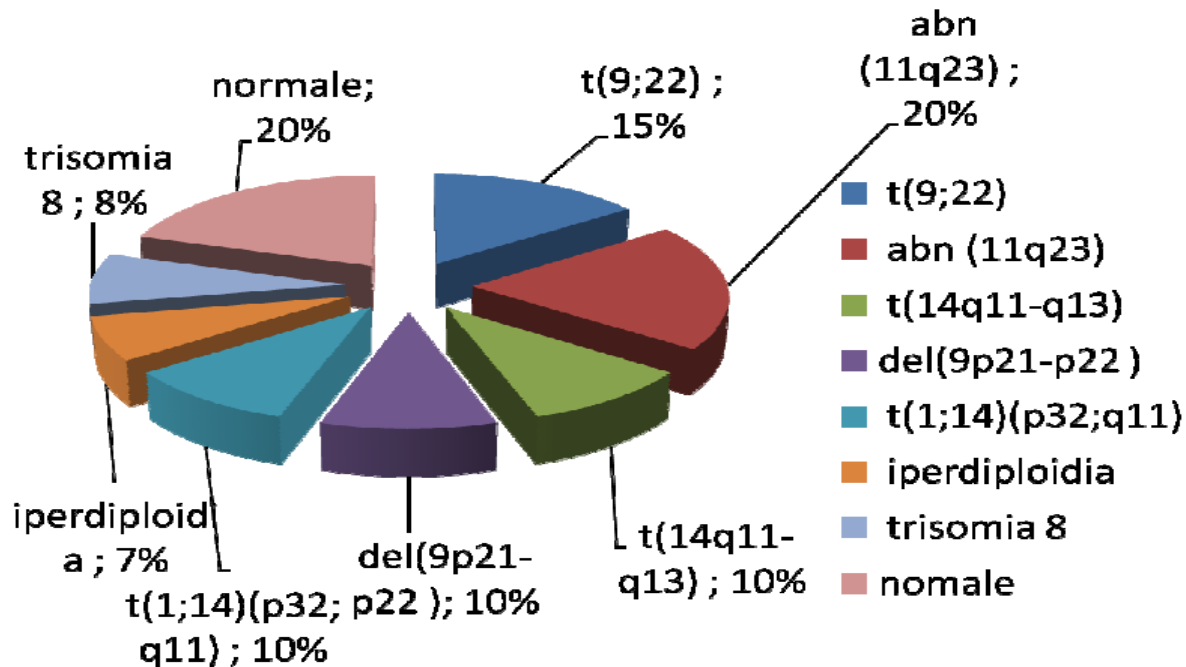 abn
(11q23) ;
20%
normale;
20%
t(9;22) ;
15%
trisomia
8 ; 8%
t(9;22)
abn (11q23)
t(14q11-q13)
del(9p21-p22 )
t(1;14)(p32;q11)
iperdiploidia
trisomia 8
nomale
iperdiploidi
a ; 7%
t(1;14)(p32;
q11) ; 10%
del(9p21-
p22 ); 10%
t(14q11-
q13) ; 10%